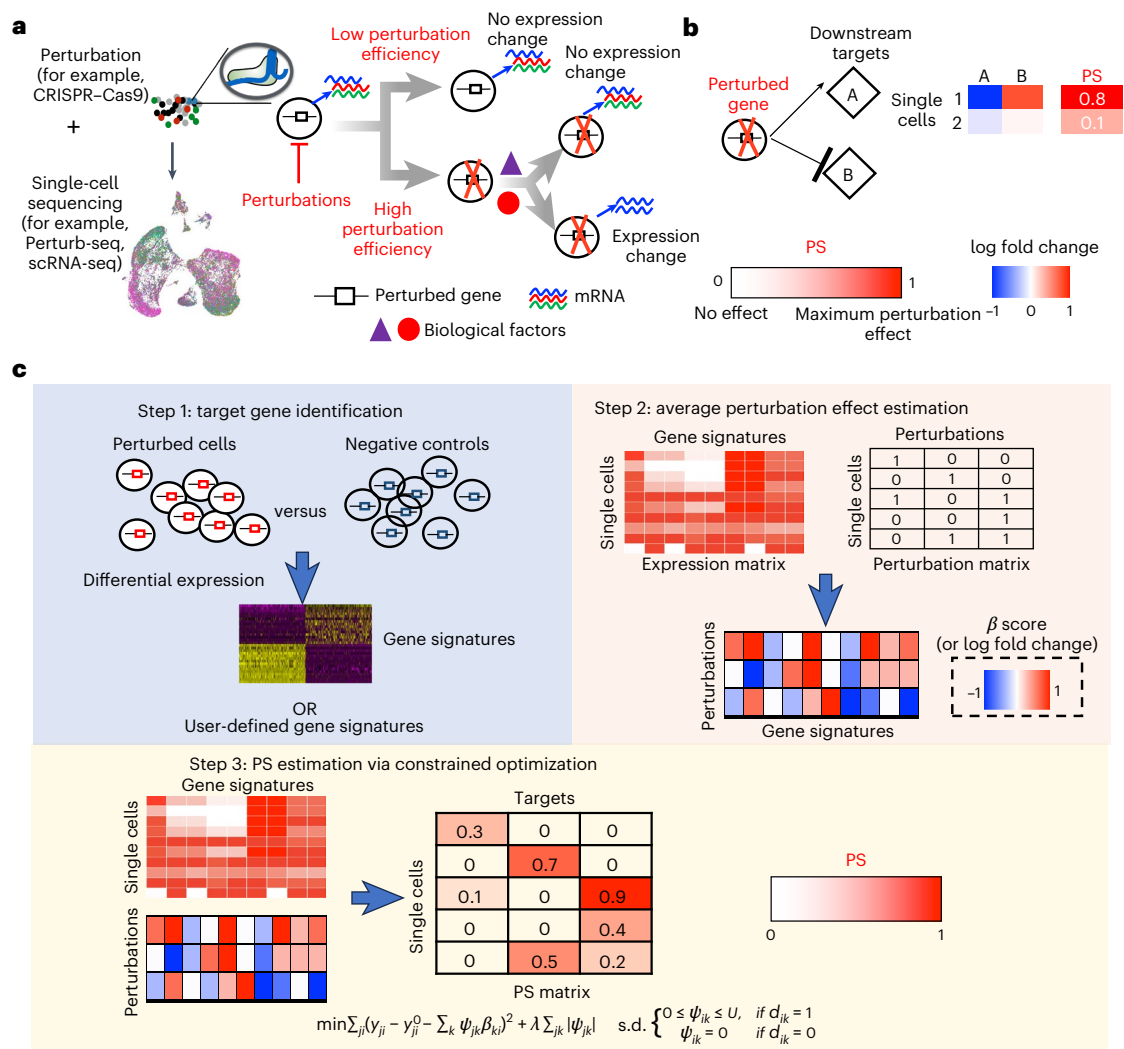 a
Perturbation
(for example,
CRISPR–Cas9)
+
Single-cell
sequencing
(for example,
Perturb-seq,
scRNA-seq)
Low perturbation
efficiency
No expression
change
No expression
change
Perturbations
High
perturbation
efficiency
Expression
change
Perturbed gene
mRNA
Biological factors
b
Downstream
targets
Perturbed
gene
A
B
A B PS
Single
cells
1 0.8
2 0.1
PS
0 1
No effect
Maximum perturbation
effect
log fold change
–1 0 1
c
Step 1: target gene identification
Perturbed cells
Negative controls
versus
Differential expression
Gene signatures
OR
User-defined gene signatures
Step 2: average perturbation effect estimation
Gene signatures
Single cells
Expression matrix
Perturbations
Single cells
1 0 0
0 1 0
1 0 1
0 0 1
0 1 1
Perturbation matrix
Perturbations
Gene signatures
β score
(or log fold change)
–1 1
Step 3: PS estimation via constrained optimization
Gene signatures
Single cells
Perturbations
Targets
Single cells
0.3 0 0
0 0.7 0
0.1 0 0.9
0 0 0.4
0 0.5 0.2
PS matrix
PS
0 1
min∑ji(yji – yji0 – ∑k ψjkβki)2 + λ∑jk |ψjk| s.d. {0 ≤ ψik ≤ U, if dik = 1
ψik = 0 if dik = 0